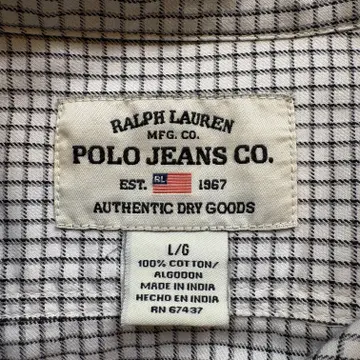 RALPH LAUREN
MFG. CO.
POLO JEANS CO.
EST. RL 1967
AUTHENTIC DRY GOODS
L/G
100% COTTON/
ALGODON
MADE IN INDIA
HECHO EN INDIA
RN 67437